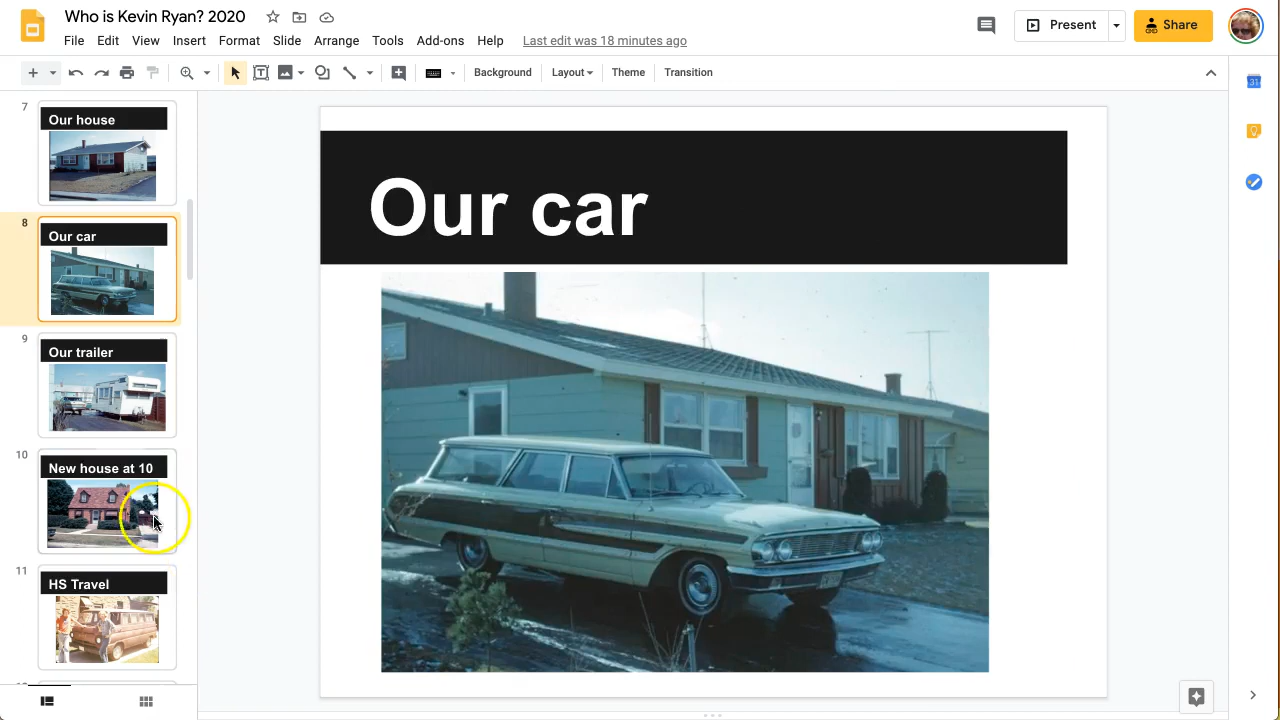 Who is Kevin Ryan? 2020
File Edit View Insert Format Slide Arrange Tools Add-ons Help Last edit was 18 minutes ago
Present
Share
Background Layout Theme Transition
31
7
Our house
8
Our car
9
Our trailer
10
New house at 10
11
HS Travel
Our car